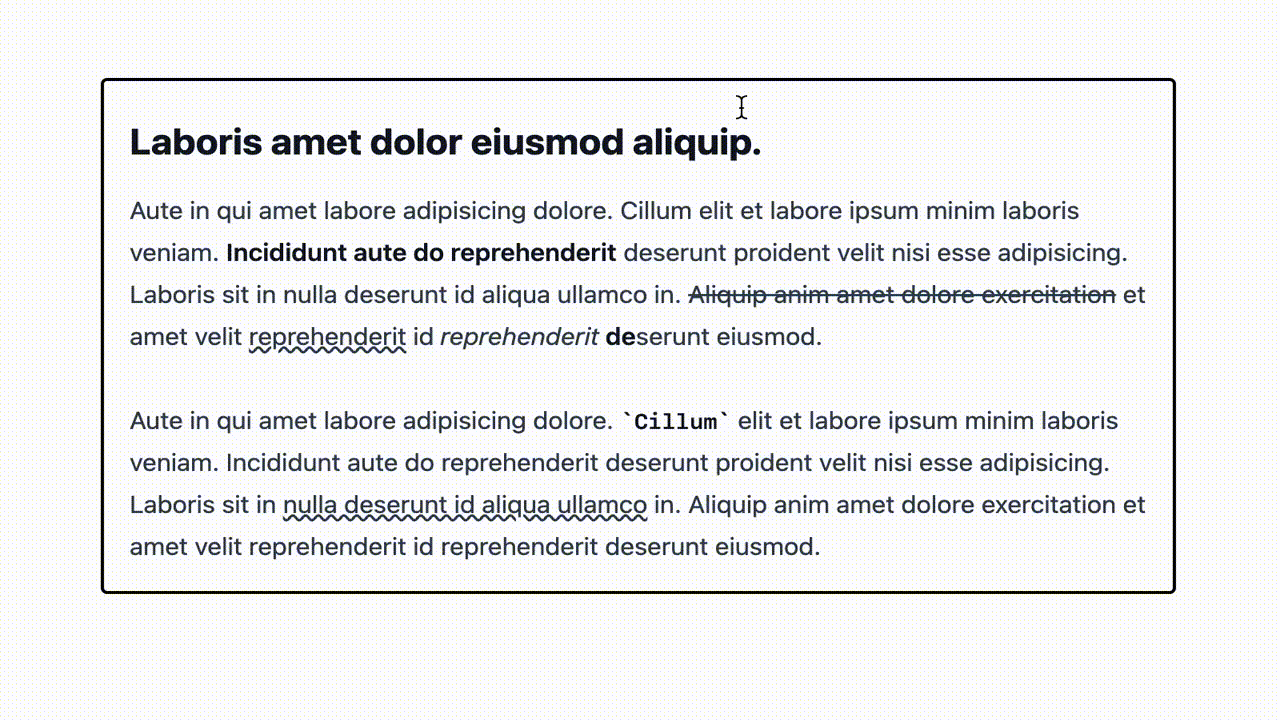 Laboris amet dolor eiusmod aliquip.
Aute in qui amet labore adipisicing dolore. Cillum elit et labore ipsum minim laboris
veniam. Incididunt aute do reprehenderit deserunt proident velit nisi esse adipisicing.
Laboris sit in nulla deserunt id aliqua ullamco in. Aliquip anim amet dolore exercitation et
amet velit reprehenderit id reprehenderit deserunt eiusmod.
Aute in qui amet labore adipisicing dolore. `Cillum` elit et labore ipsum minim laboris
veniam. Incididunt aute do reprehenderit deserunt proident velit nisi esse adipisicing.
Laboris sit in nulla deserunt id aliqua ullamco in. Aliquip anim amet dolore exercitation et
amet velit reprehenderit id reprehenderit deserunt eiusmod.